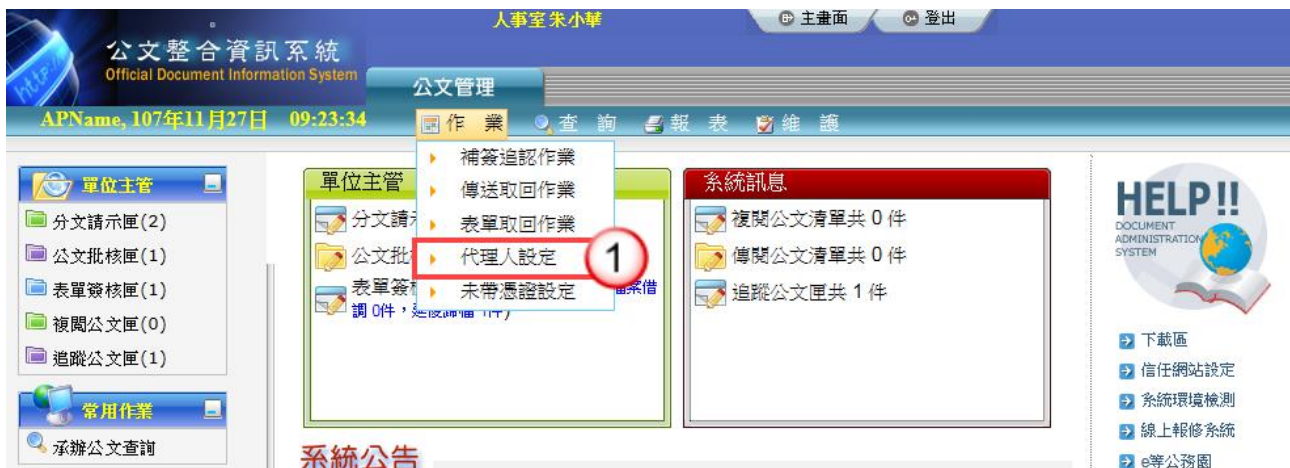 人事室朱小華
主畫面
登出
公文整合資訊系統
Official Document Information System
公文管理
APName, 107年11月27日 09:23:34
作 業
查 詢
報 表
維 護
補簽追認作業
傳送取回作業
表單取回作業
代理人設定
1
未帶憑證設定
單位主管
分文請示匣(2)
公文批核匣(1)
表單簽核匣(1)
複閱公文匣(0)
追蹤公文匣(1)
常用作業
承辦公文查詢
單位主管
分文請
公文批
表單簽
檔案借
調 0件，延後歸檔 1件)
系統訊息
複閱公文清單共 0 件
傳閱公文清單共 0 件
追蹤公文匣共 1 件
系統公告
http:
HELP!!
DOCUMENT
ADMINISTRATION
SYSTEM
下載區
信任網站設定
系統環境檢測
線上報修系統
e等公務園